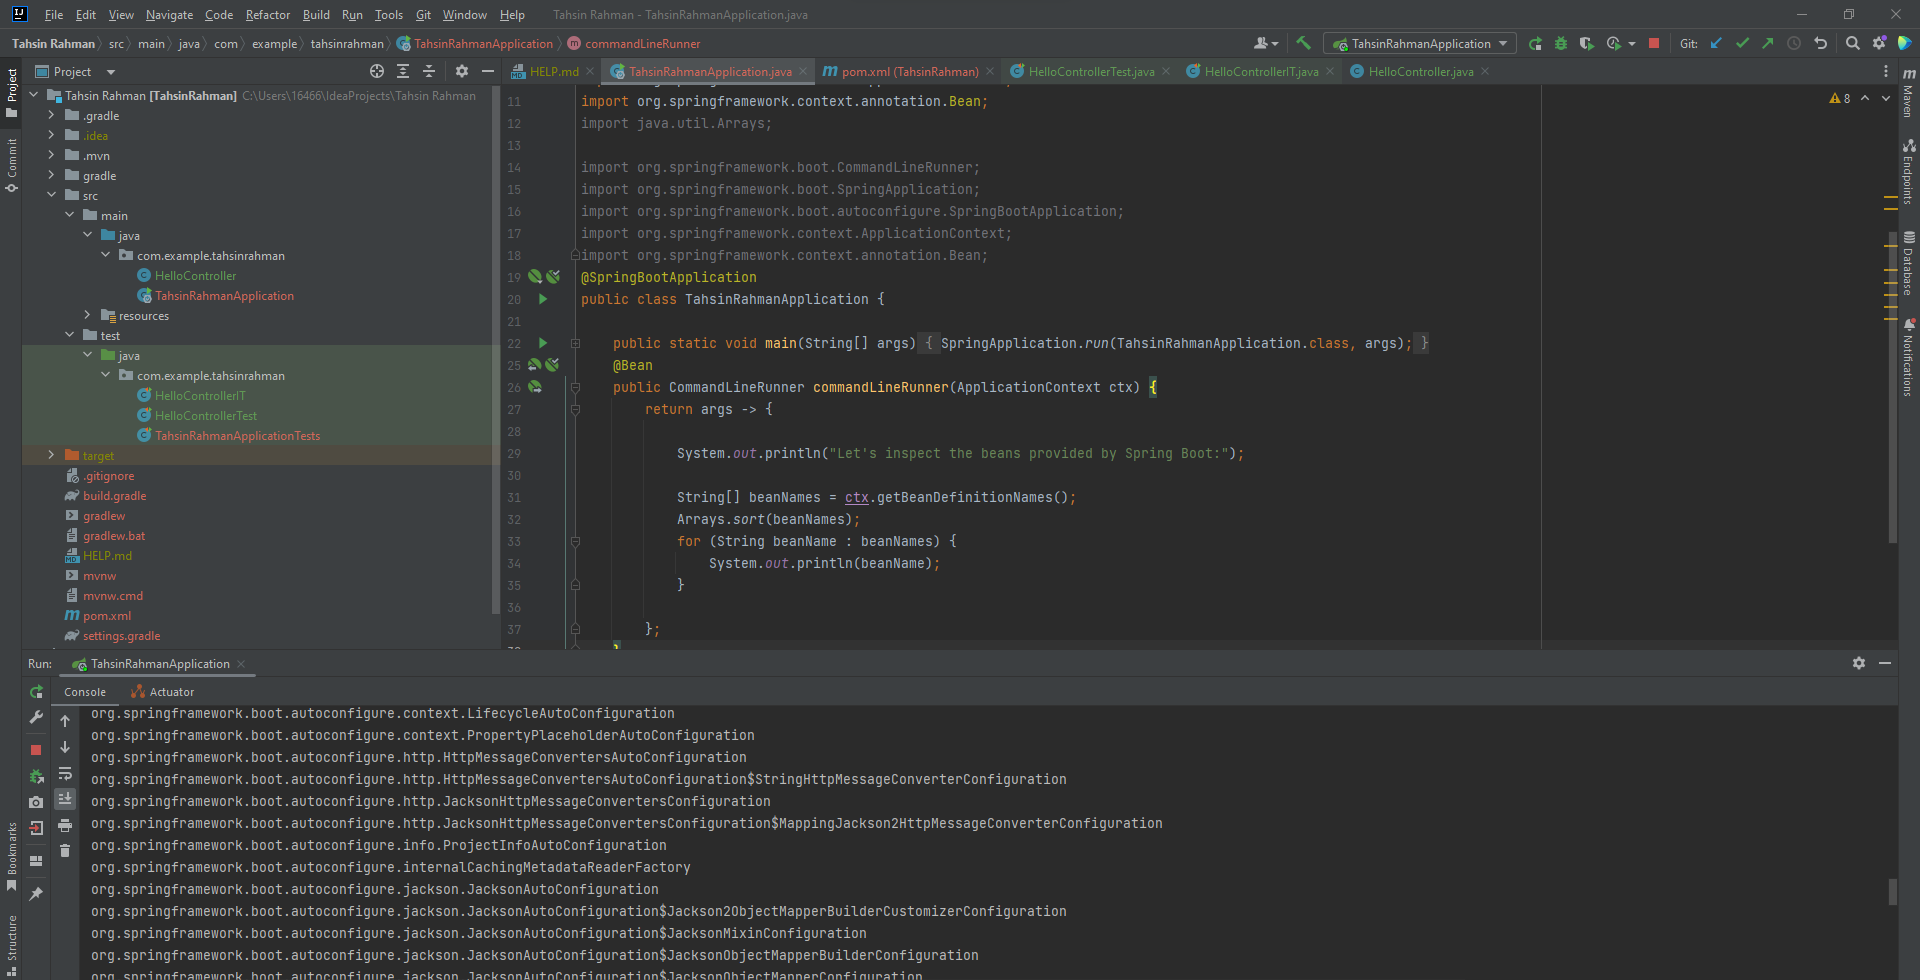 File Edit View Navigate Code Refactor Build Run Tools Git Window Help Tahsin Rahman - TahsinRahmanApplication.java
Tahsin Rahman src main java com example tahsinrahman TahsinRahmanApplication commandLineRunner
TahsinRahmanApplication Git:
Project
HELP.md TahsinRahmanApplication.java pom.xml (TahsinRahman) HelloControllerTest.java HelloControllerIT.java HelloController.java
Project
Commit
Bookmarks
Structure
Tahsin Rahman [TahsinRahman] C:\Users\16466\IdeaProjects\Tahsin Rahman
.gradle
.idea
.mvn
gradle
src
main
java
com.example.tahsinrahman
HelloController
TahsinRahmanApplication
resources
test
java
com.example.tahsinrahman
HelloControllerIT
HelloControllerTest
TahsinRahmanApplicationTests
target
.gitignore
build.gradle
gradlew
gradlew.bat
HELP.md
mvnw
mvnw.cmd
pom.xml
settings.gradle
11 import org.springframework.context.annotation.Bean;
12 import java.util.Arrays;
13
14 import org.springframework.boot.CommandLineRunner;
15 import org.springframework.boot.SpringApplication;
16 import org.springframework.boot.autoconfigure.SpringBootApplication;
17 import org.springframework.context.ApplicationContext;
18 import org.springframework.context.annotation.Bean;
19 @SpringBootApplication
20 public class TahsinRahmanApplication {
21
22 public static void main(String[] args) { SpringApplication.run(TahsinRahmanApplication.class, args); }
25 @Bean
26 public CommandLineRunner commandLineRunner(ApplicationContext ctx) {
27 return args -> {
28
29 System.out.println("Let's inspect the beans provided by Spring Boot:");
30
31 String[] beanNames = ctx.getBeanDefinitionNames();
32 Arrays.sort(beanNames);
33 for (String beanName : beanNames) {
34 System.out.println(beanName);
35 }
36
37 };
38 }
8
Maven
Endpoints
Database
Notifications
Run: TahsinRahmanApplication
Console Actuator
org.springframework.boot.autoconfigure.context.LifecycleAutoConfiguration
org.springframework.boot.autoconfigure.context.PropertyPlaceholderAutoConfiguration
org.springframework.boot.autoconfigure.http.HttpMessageConvertersAutoConfiguration
org.springframework.boot.autoconfigure.http.HttpMessageConvertersAutoConfiguration$StringHttpMessageConverterConfiguration
org.springframework.boot.autoconfigure.http.JacksonHttpMessageConvertersConfiguration
org.springframework.boot.autoconfigure.http.JacksonHttpMessageConvertersConfiguration$MappingJackson2HttpMessageConverterConfiguration
org.springframework.boot.autoconfigure.info.ProjectInfoAutoConfiguration
org.springframework.boot.autoconfigure.internalCachingMetadataReaderFactory
org.springframework.boot.autoconfigure.jackson.JacksonAutoConfiguration
org.springframework.boot.autoconfigure.jackson.JacksonAutoConfiguration$Jackson2ObjectMapperBuilderCustomizerConfiguration
org.springframework.boot.autoconfigure.jackson.JacksonAutoConfiguration$JacksonMixinConfiguration
org.springframework.boot.autoconfigure.jackson.JacksonAutoConfiguration$JacksonObjectMapperBuilderConfiguration
org.springframework.boot.autoconfigure.jackson.JacksonAutoConfiguration$JacksonObjectMapperConfiguration